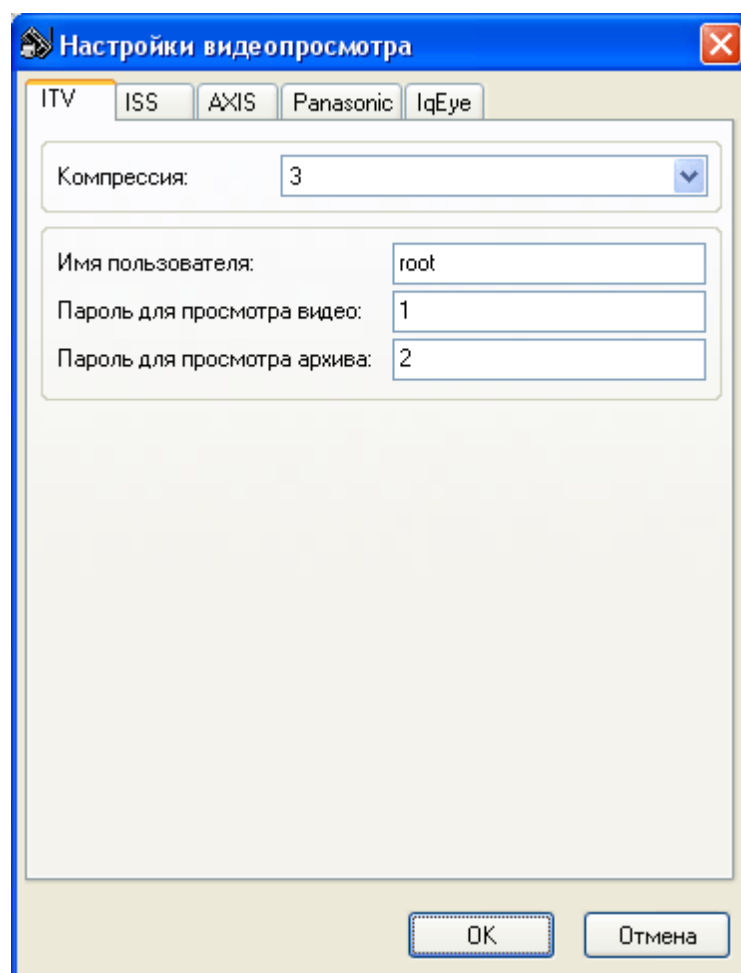 Настройки видеопросмотра
ITV ISS AXIS Panasonic IqEye
Компрессия: 3
Имя пользователя: root
Пароль для просмотра видео: 1
Пароль для просмотра архива: 2
OK Отмена